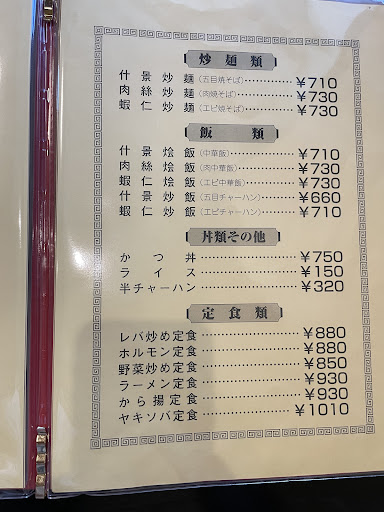 炒麺類
什景炒麺(五目焼そば)‥‥‥‥‥¥710
肉絲炒麺(肉焼そば)‥‥‥‥‥¥730
蝦仁炒麺(エビ焼そば)‥‥‥‥‥¥730
飯類
什景烩飯(中華飯)‥‥‥‥‥¥710
肉絲烩飯(肉中華飯)‥‥‥‥‥¥730
蝦仁烩飯(エビ中華飯)‥‥‥‥‥¥730
什景炒飯(五目チャーハン)‥‥‥‥¥660
蝦仁炒飯(エビチャーハン)‥‥‥‥¥710
丼類その他
かつ丼‥‥‥‥‥‥‥‥¥750
ライス‥‥‥‥‥‥‥‥¥150
半チャーハン‥‥‥‥‥‥‥‥¥320
定食類
レバ炒め定食‥‥‥‥‥‥‥‥¥880
ホルモン定食‥‥‥‥‥‥‥‥¥880
野菜炒め定食‥‥‥‥‥‥‥‥¥850
ラーメン定食‥‥‥‥‥‥‥‥¥930
から揚定食‥‥‥‥‥‥‥‥¥930
ヤキソバ定食‥‥‥‥‥‥‥¥1010